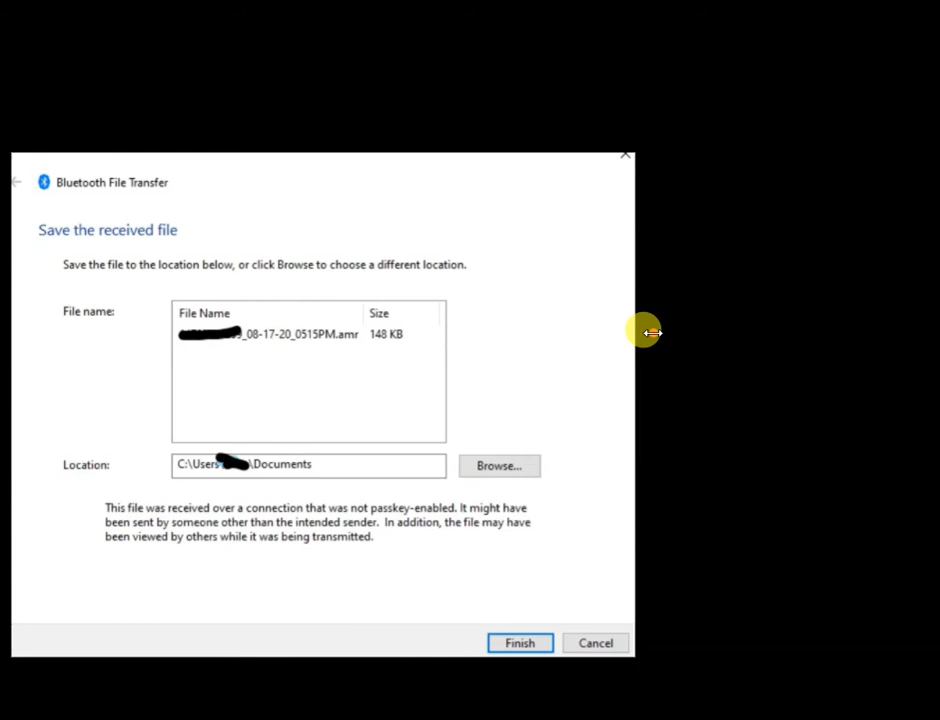 Bluetooth File Transfer
Save the received file
Save the file to the location below, or click Browse to choose a different location.
File name:
File Name Size
_08-17-20_0515PM.amr 148 KB
Location:
C:\Users \Documents
Browse...
This file was received over a connection that was not passkey-enabled. It might have
been sent by someone other than the intended sender. In addition, the file may have
been viewed by others while it was being transmitted.
Finish Cancel